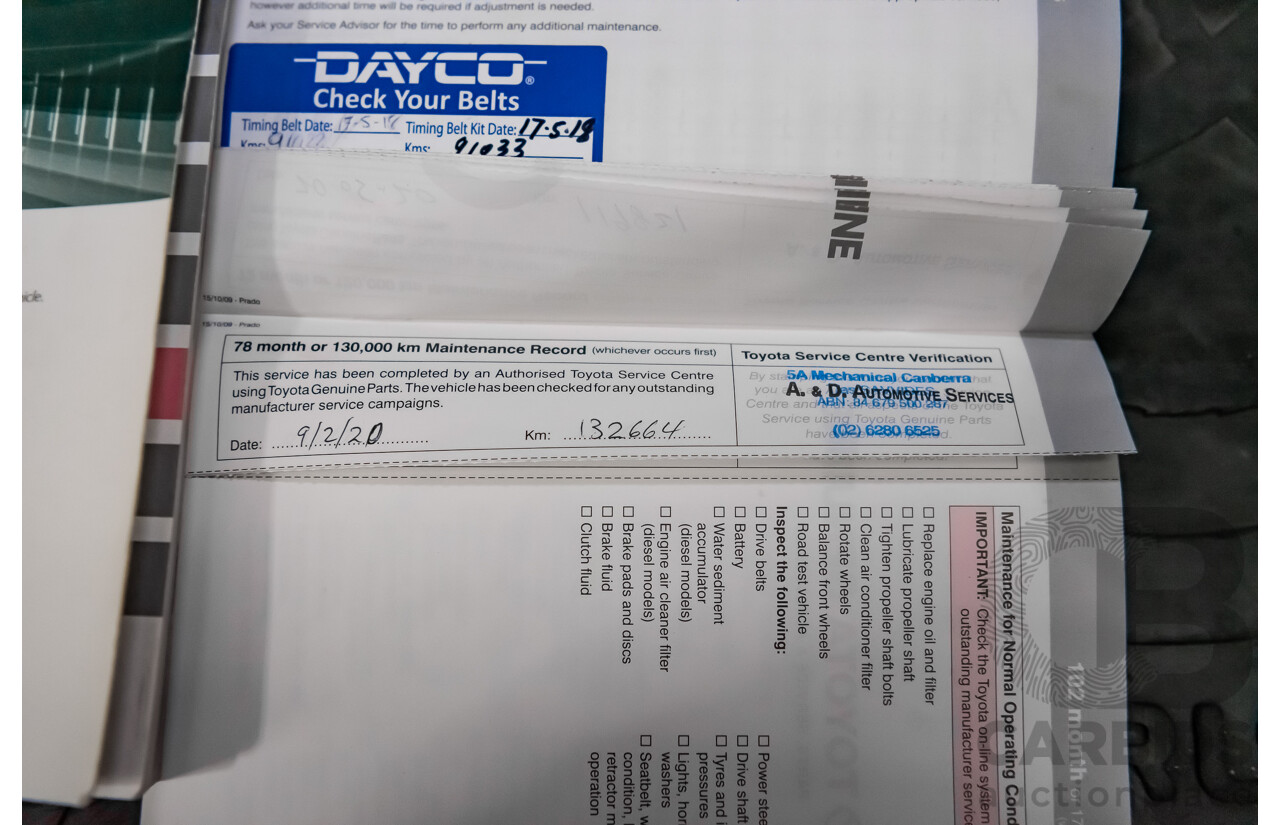 however additional time will be required if adjustment is needed.
Ask your Service Advisor for the time to perform any additional maintenance.
DAYCO®
Check Your Belts
Timing Belt Date: 17-5-18 Timing Belt Kit Date: 17-5-18
Kms: Kms: 91033
LINE
15/10/09 - Prado
15/10/09 - Prado
78 month or 130,000 km Maintenance Record (whichever occurs first)
This service has been completed by an Authorised Toyota Service Centre
using Toyota Genuine Parts. The vehicle has been checked for any outstanding
manufacturer service campaigns.
Date: 9/2/20 Km: 132664
Toyota Service Centre Verification
5A Mechanical Canberra
A. & D. AUTOMOTIVE SERVICES
ABN: 84 679 500 267
(02) 6280 6525
Service using Toyota Genuine Parts
Maintenance for Normal Operating Cond
IMPORTANT: Check the Toyota on-line system
outstanding manufacturer service
☐ Replace engine oil and filter
☐ Lubricate propeller shaft
☐ Tighten propeller shaft bolts
☐ Clean air conditioner filter
☐ Rotate wheels
☐ Balance front wheels
☐ Road test vehicle
Inspect the following:
☐ Drive belts
☐ Battery
☐ Water sediment
accumulator
(diesel models)
☐ Engine air cleaner filter
(diesel models)
☐ Brake pads and discs
☐ Brake fluid
☐ Clutch fluid
☐ Power stee
☐ Drive shaft
☐ Tyres and i
pressures
☐ Lights, hor
washers
☐ Seatbelt, w
condition,
retractor m
operation
102 month or 17